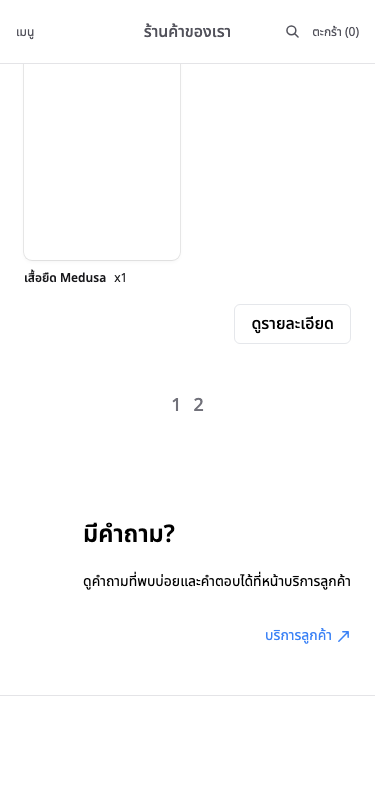 เมนู
ร้านค้าของเรา
ตะกร้า (0)
เสื้อยืด Medusa x1
ดูรายละเอียด
1 2
มีคำถาม?
ดูคำถามที่พบบ่อยและคำตอบได้ที่หน้าบริการลูกค้า
บริการลูกค้า